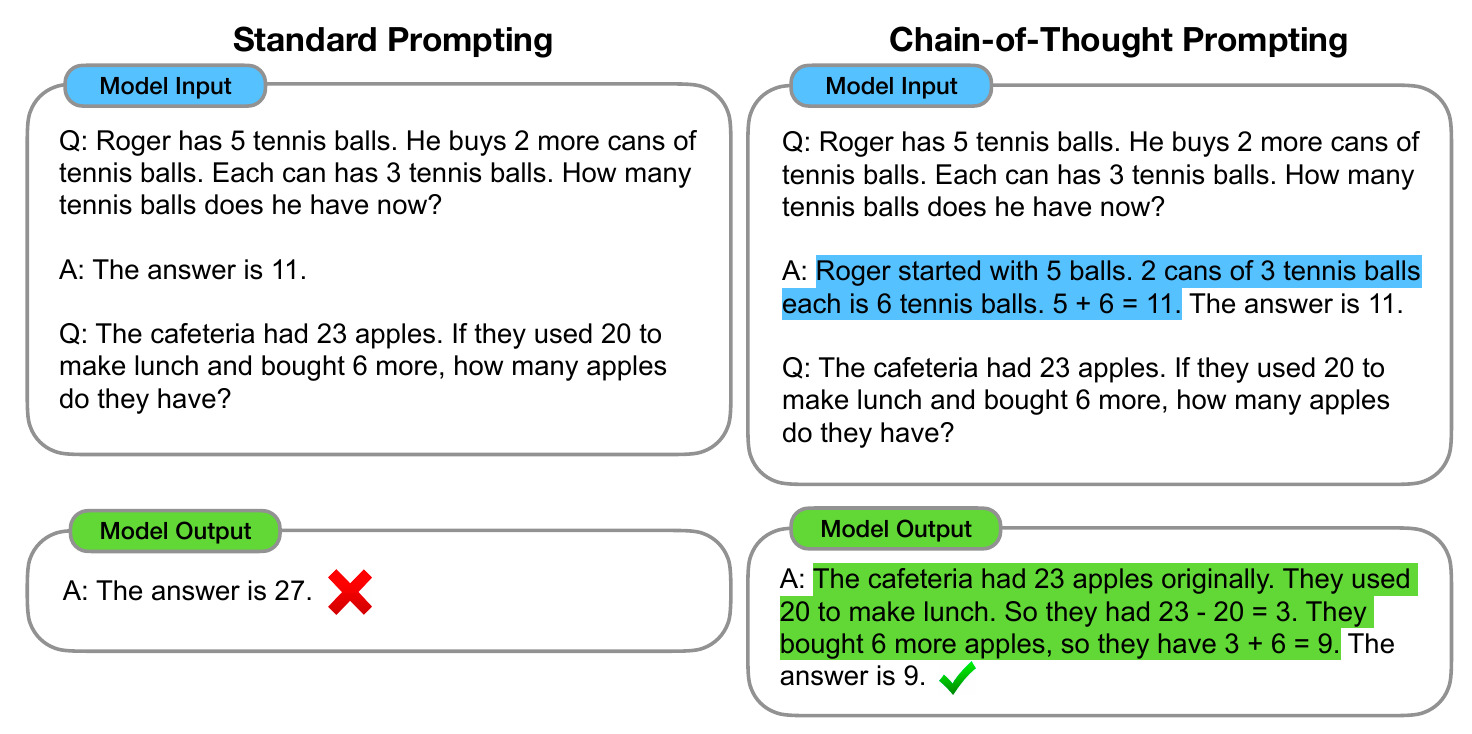 Standard Prompting
Model Input
Q: Roger has 5 tennis balls. He buys 2 more cans of
tennis balls. Each can has 3 tennis balls. How many
tennis balls does he have now?
A: The answer is 11.
Q: The cafeteria had 23 apples. If they used 20 to
make lunch and bought 6 more, how many apples
do they have?
Model Output
A: The answer is 27.
Chain-of-Thought Prompting
Model Input
Q: Roger has 5 tennis balls. He buys 2 more cans of
tennis balls. Each can has 3 tennis balls. How many
tennis balls does he have now?
A: Roger started with 5 balls. 2 cans of 3 tennis balls
each is 6 tennis balls. 5 + 6 = 11. The answer is 11.
Q: The cafeteria had 23 apples. If they used 20 to
make lunch and bought 6 more, how many apples
do they have?
Model Output
A: The cafeteria had 23 apples originally. They used
20 to make lunch. So they had 23 - 20 = 3. They
bought 6 more apples, so they have 3 + 6 = 9. The
answer is 9.